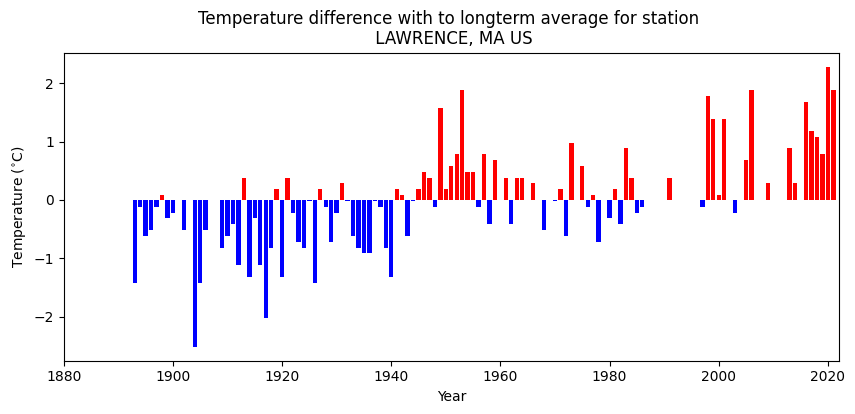 Temperature difference with to longterm average for station
LAWRENCE, MA US
2
1
0
−1
−2
Temperature (°C)
1880 1900 1920 1940 1960 1980 2000 2020
Year